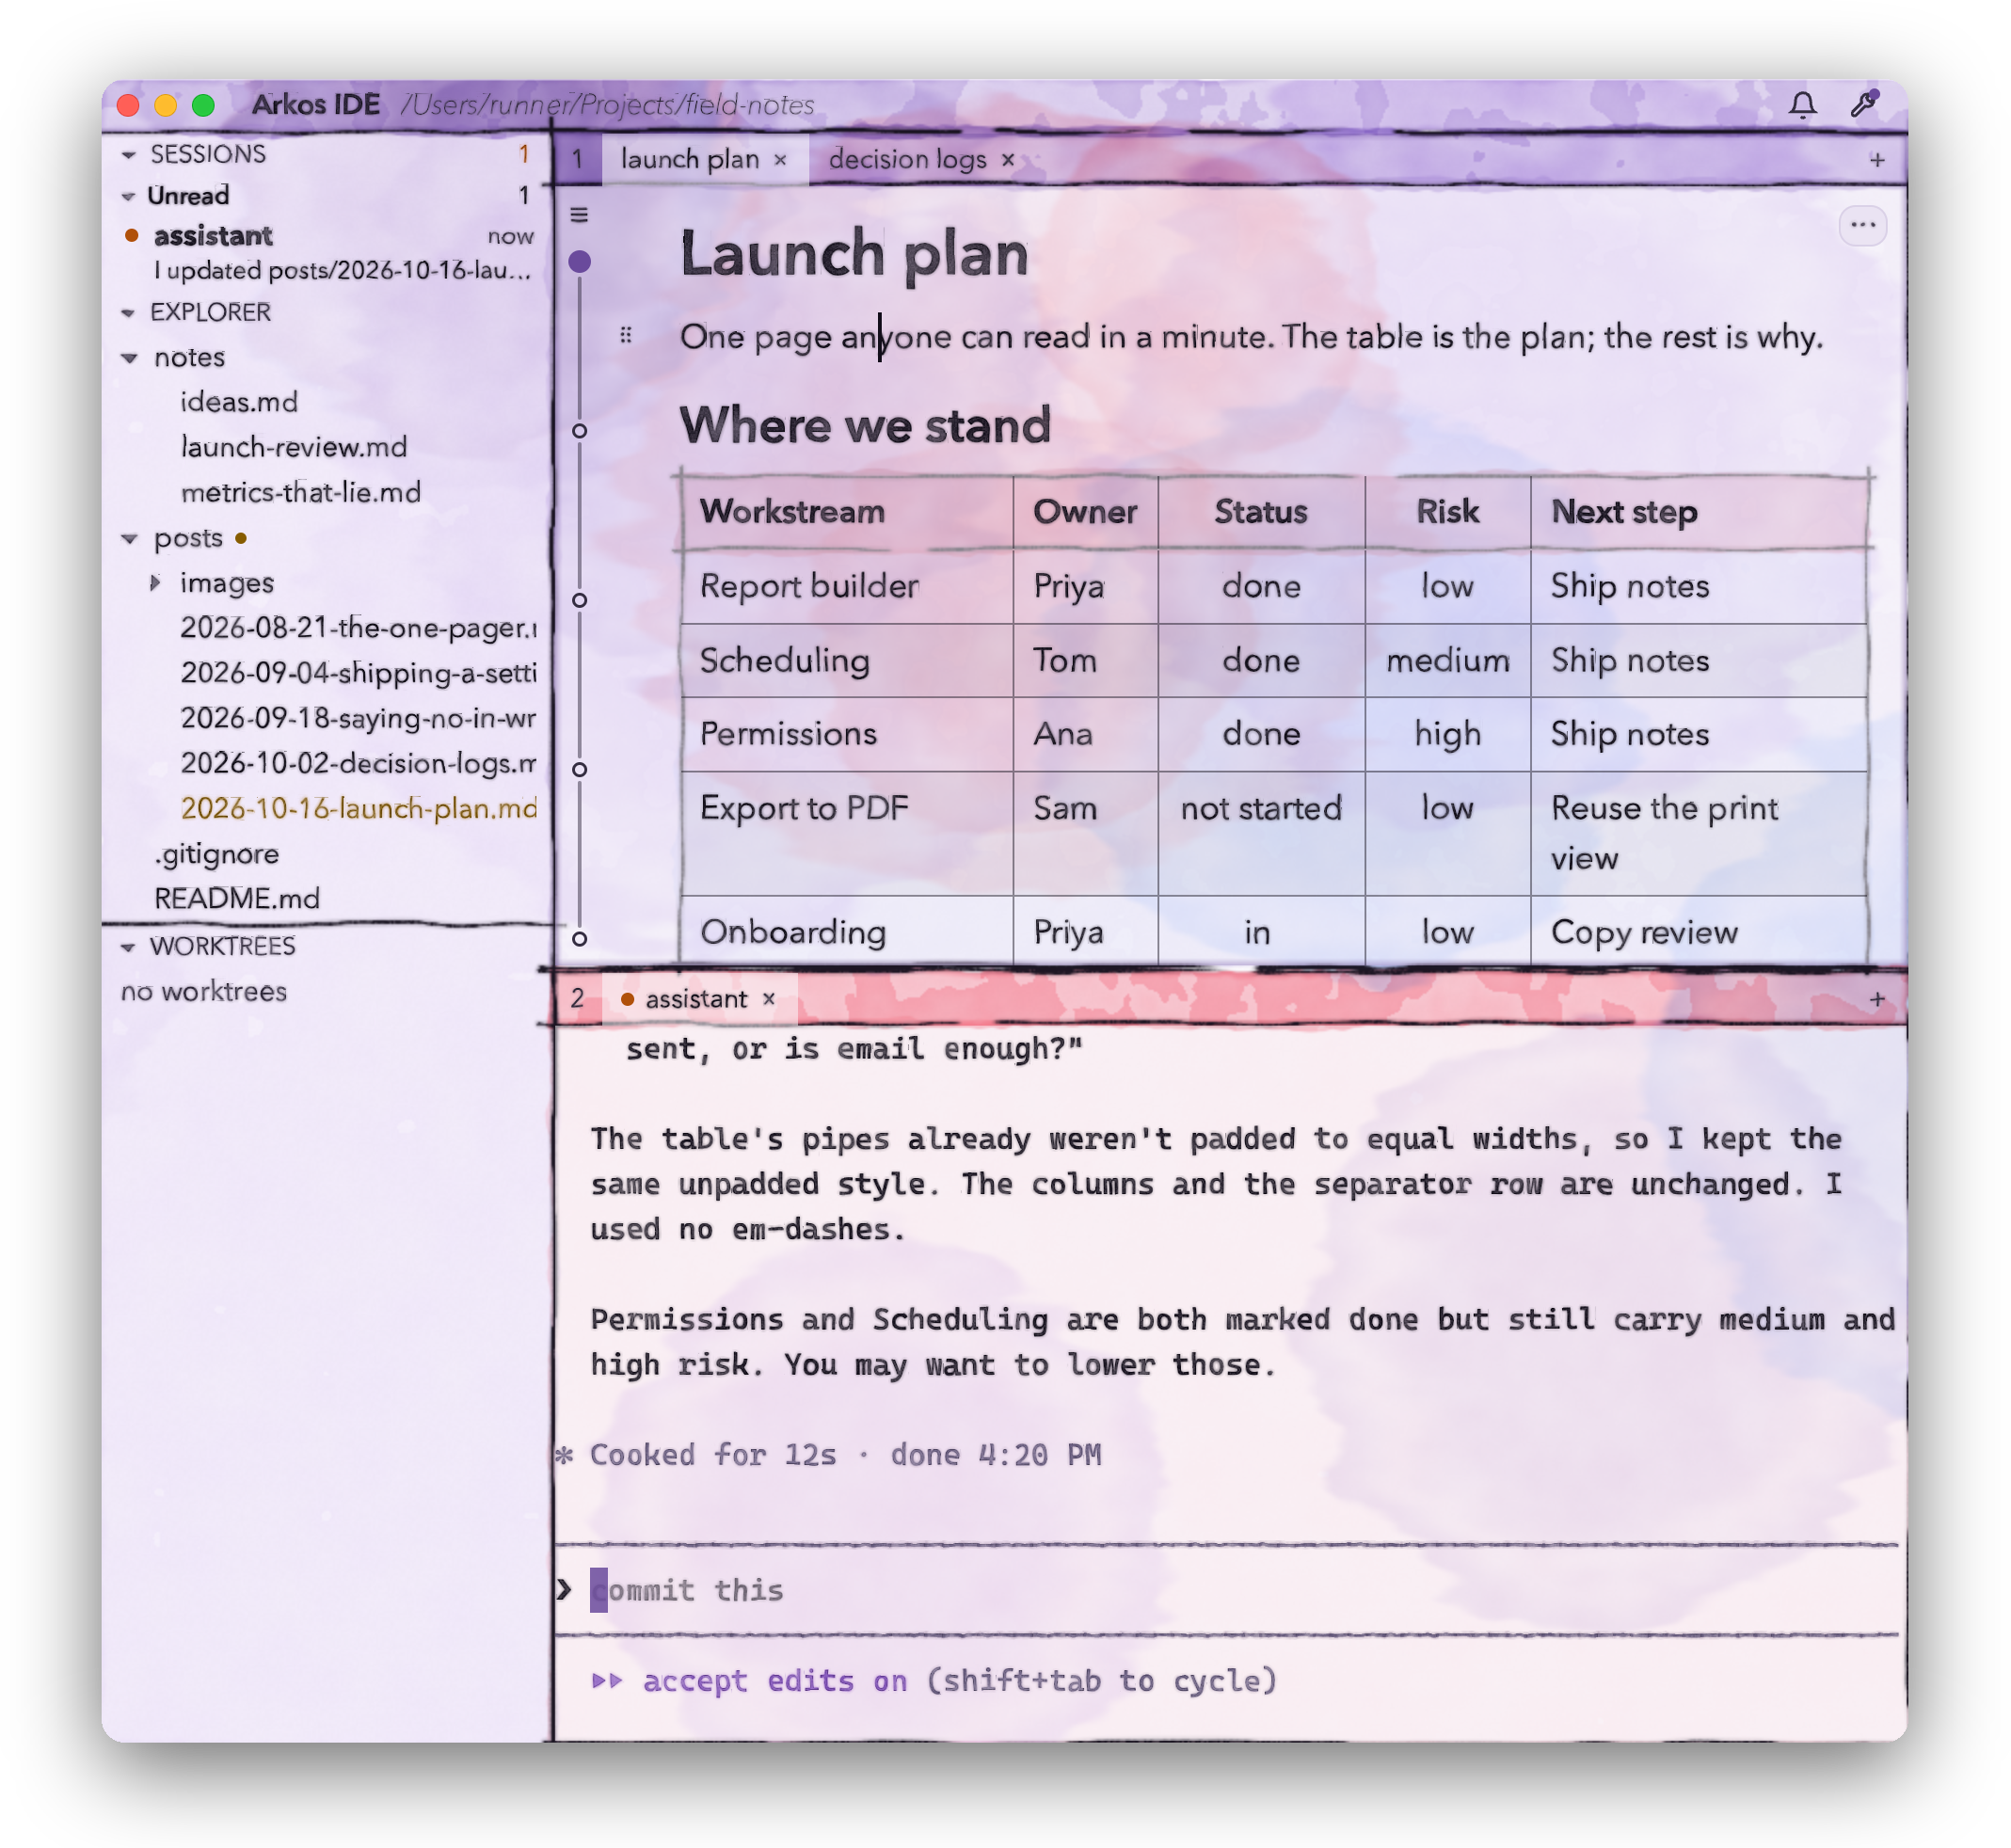 Arkos IDE /Users/runner/Projects/field-notes
SESSIONS 1
Unread 1
assistant now
I updated posts/2026-10-16-lau...
EXPLORER
notes
ideas.md
launch-review.md
metrics-that-lie.md
posts
images
2026-08-21-the-one-pager.
2026-09-04-shipping-a-setti
2026-09-18-saying-no-in-wr
2026-10-02-decision-logs.m
2026-10-16-launch-plan.md
.gitignore
README.md
WORKTREES
no worktrees
1 launch plan × decision logs × +
Launch plan
One page anyone can read in a minute. The table is the plan; the rest is why.
Where we stand
Workstream Owner Status Risk Next step
Report builder Priya done low Ship notes
Scheduling Tom done medium Ship notes
Permissions Ana done high Ship notes
Export to PDF Sam not started low Reuse the print
view
Onboarding Priya in low Copy review
2 assistant × +
sent, or is email enough?"
The table's pipes already weren't padded to equal widths, so I kept the
same unpadded style. The columns and the separator row are unchanged. I
used no em-dashes.
Permissions and Scheduling are both marked done but still carry medium and
high risk. You may want to lower those.
✻ Cooked for 12s · done 4:20 PM
❯ commit this
▸▸ accept edits on (shift+tab to cycle)